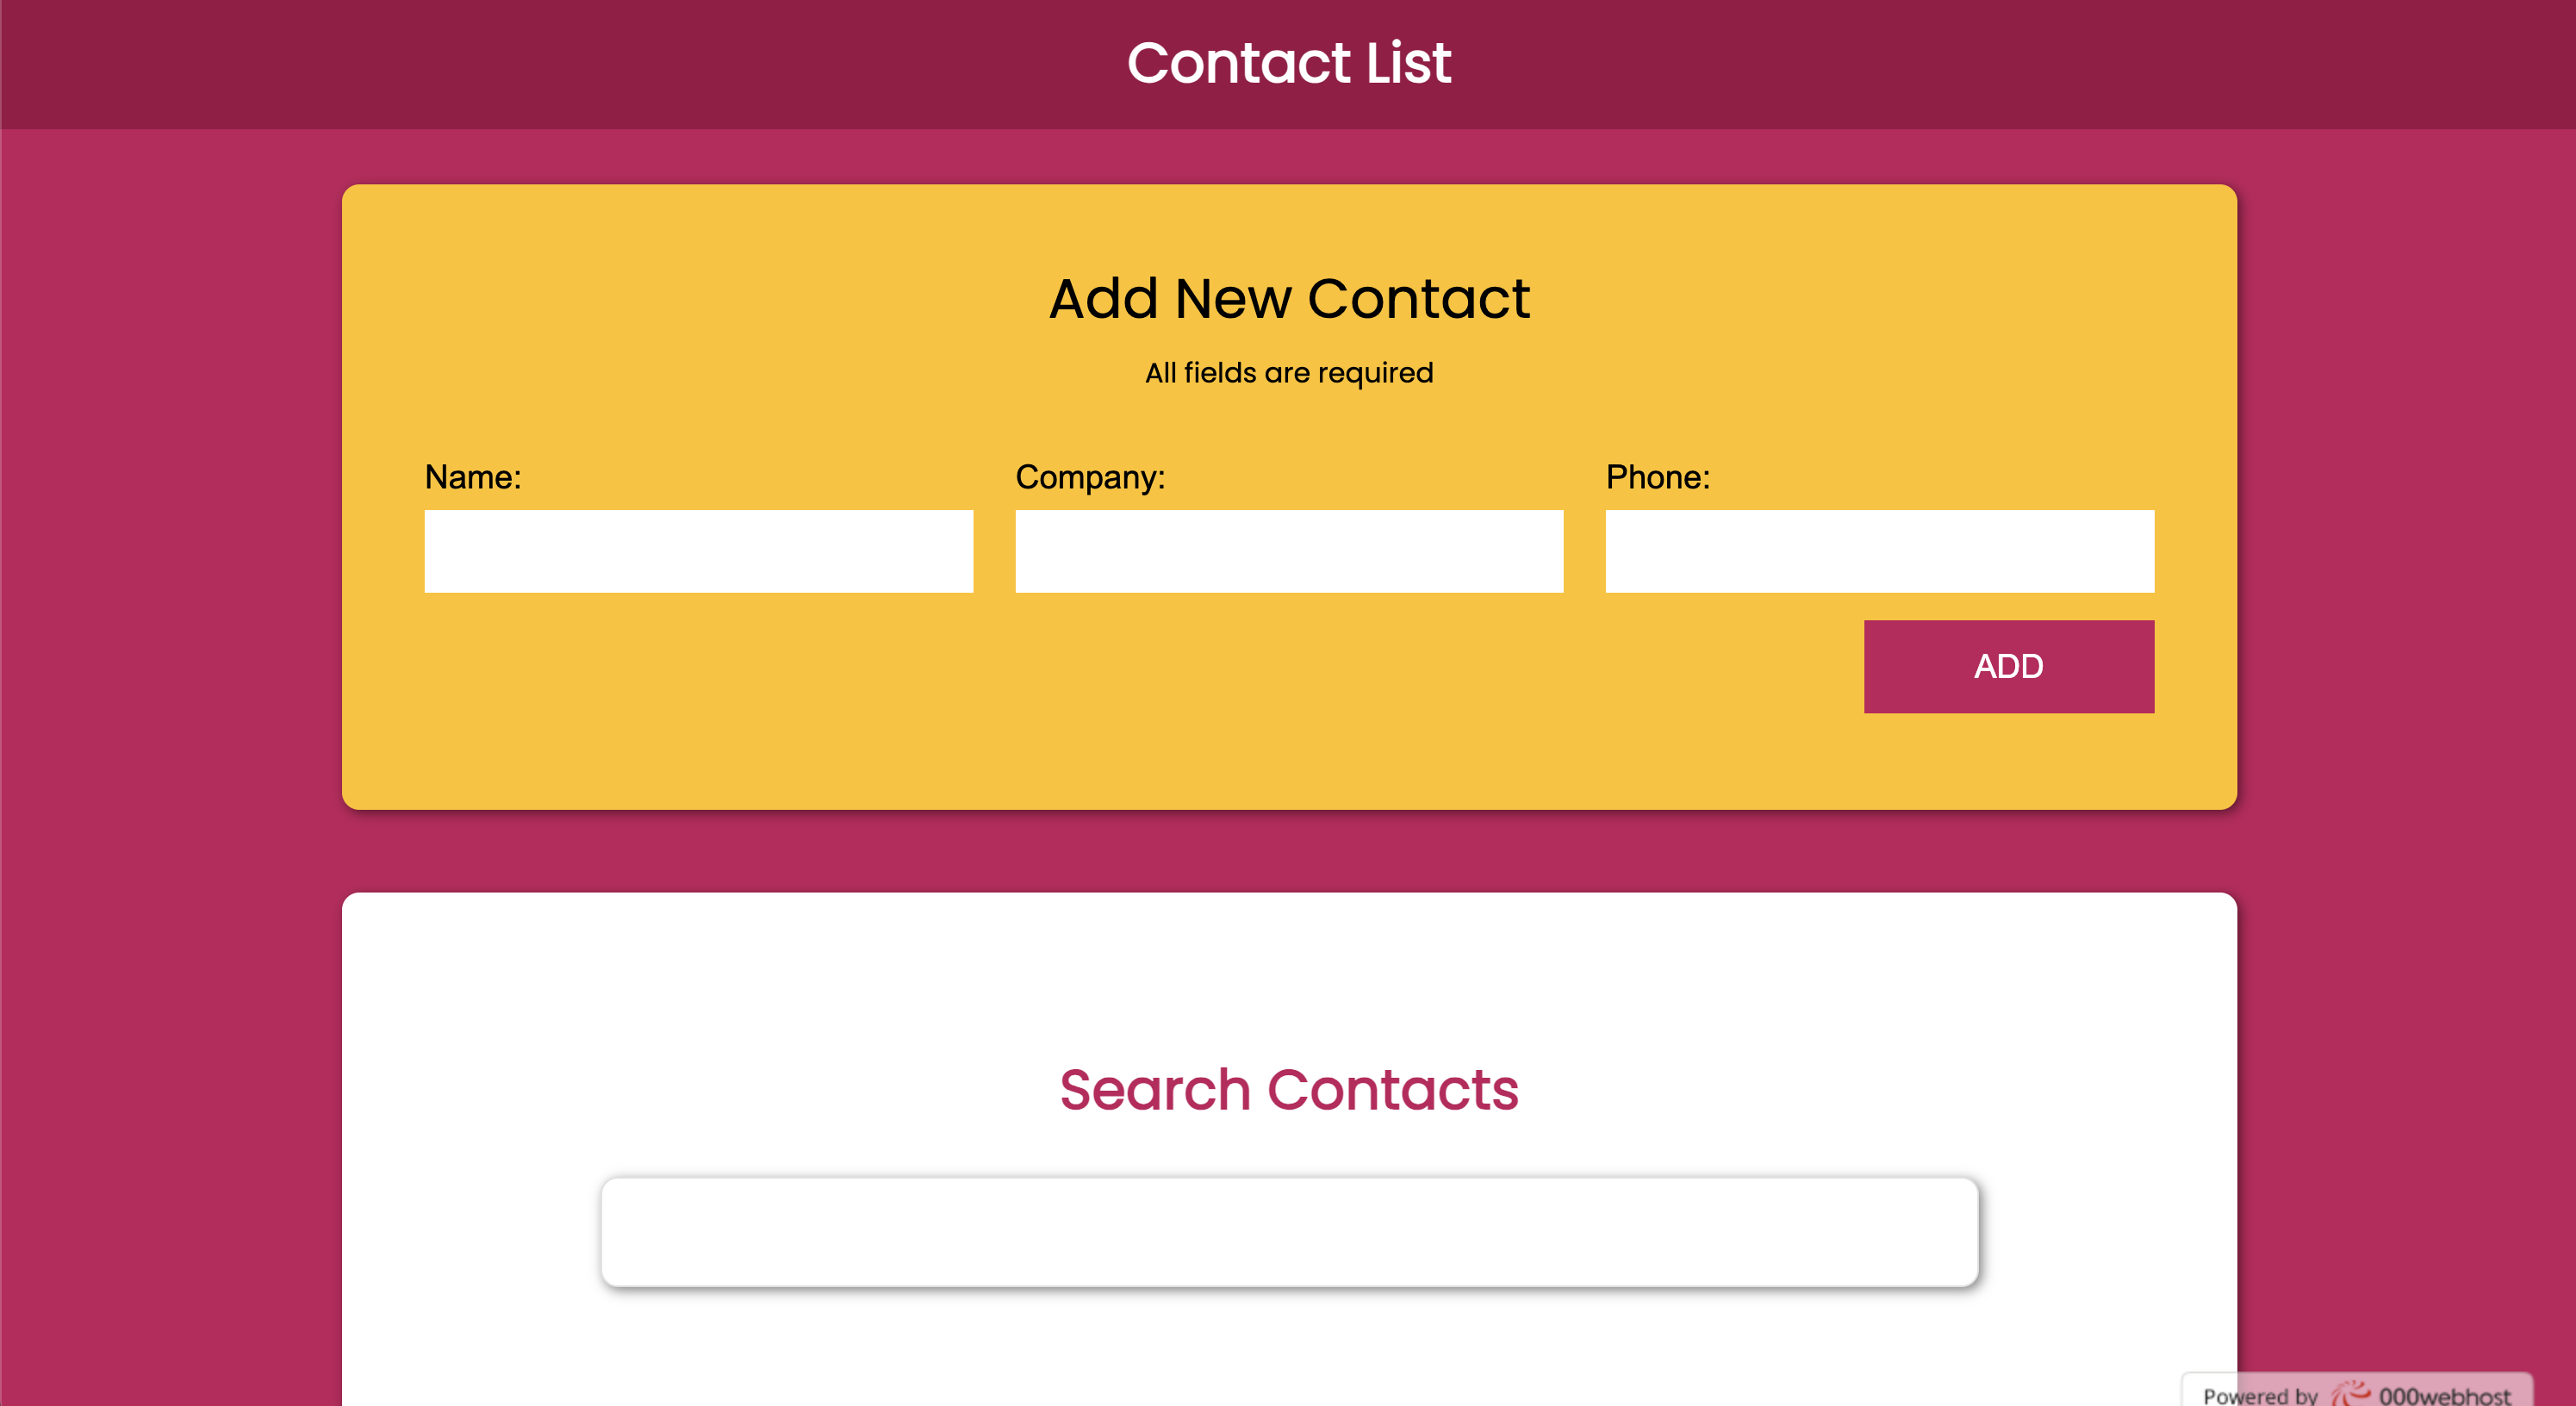 Contact List
Add New Contact
All fields are required
Name:
Company:
Phone:
ADD
Search Contacts
Powered by 000webhost